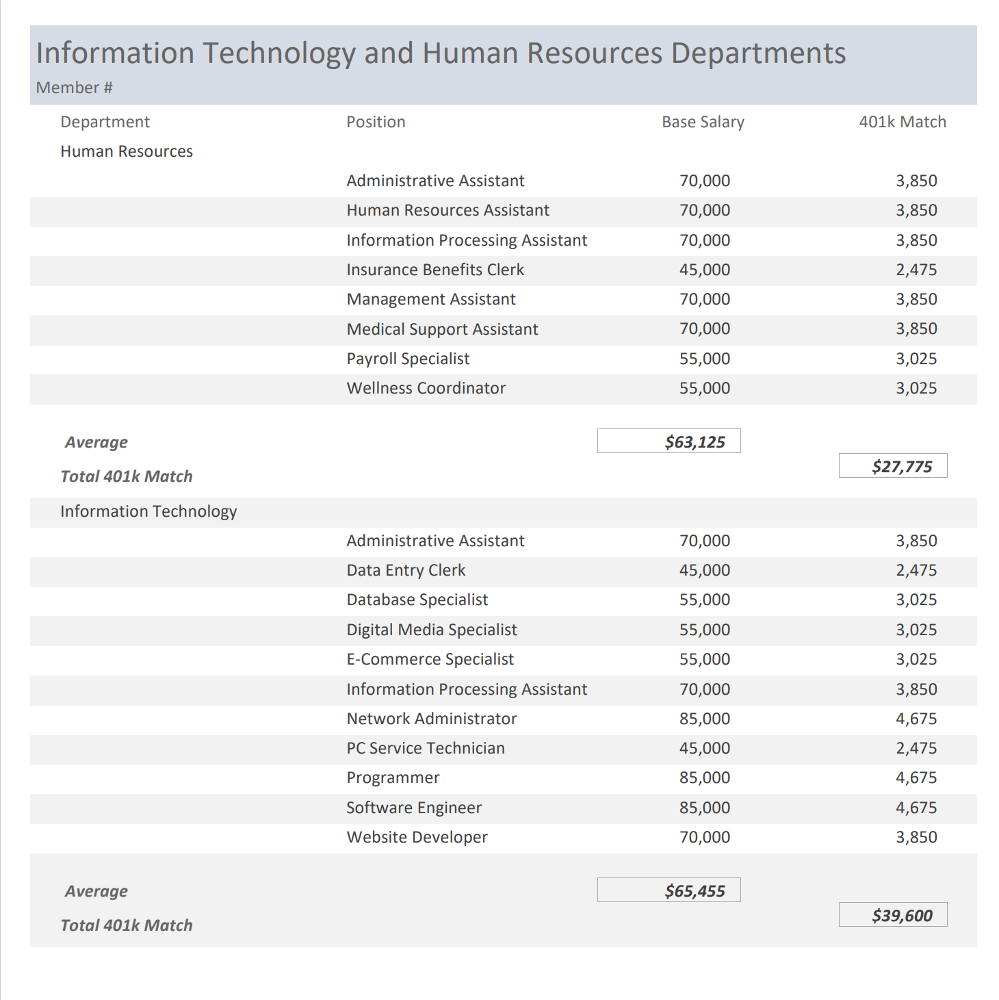 Information Technology and Human Resources Departments
Member #
Department Position Base Salary 401k Match
Human Resources
Administrative Assistant 70,000 3,850
Human Resources Assistant 70,000 3,850
Information Processing Assistant 70,000 3,850
Insurance Benefits Clerk 45,000 2,475
Management Assistant 70,000 3,850
Medical Support Assistant 70,000 3,850
Payroll Specialist 55,000 3,025
Wellness Coordinator 55,000 3,025
Average $63,125
Total 401k Match $27,775
Information Technology
Administrative Assistant 70,000 3,850
Data Entry Clerk 45,000 2,475
Database Specialist 55,000 3,025
Digital Media Specialist 55,000 3,025
E-Commerce Specialist 55,000 3,025
Information Processing Assistant 70,000 3,850
Network Administrator 85,000 4,675
PC Service Technician 45,000 2,475
Programmer 85,000 4,675
Software Engineer 85,000 4,675
Website Developer 70,000 3,850
Average $65,455
Total 401k Match $39,600